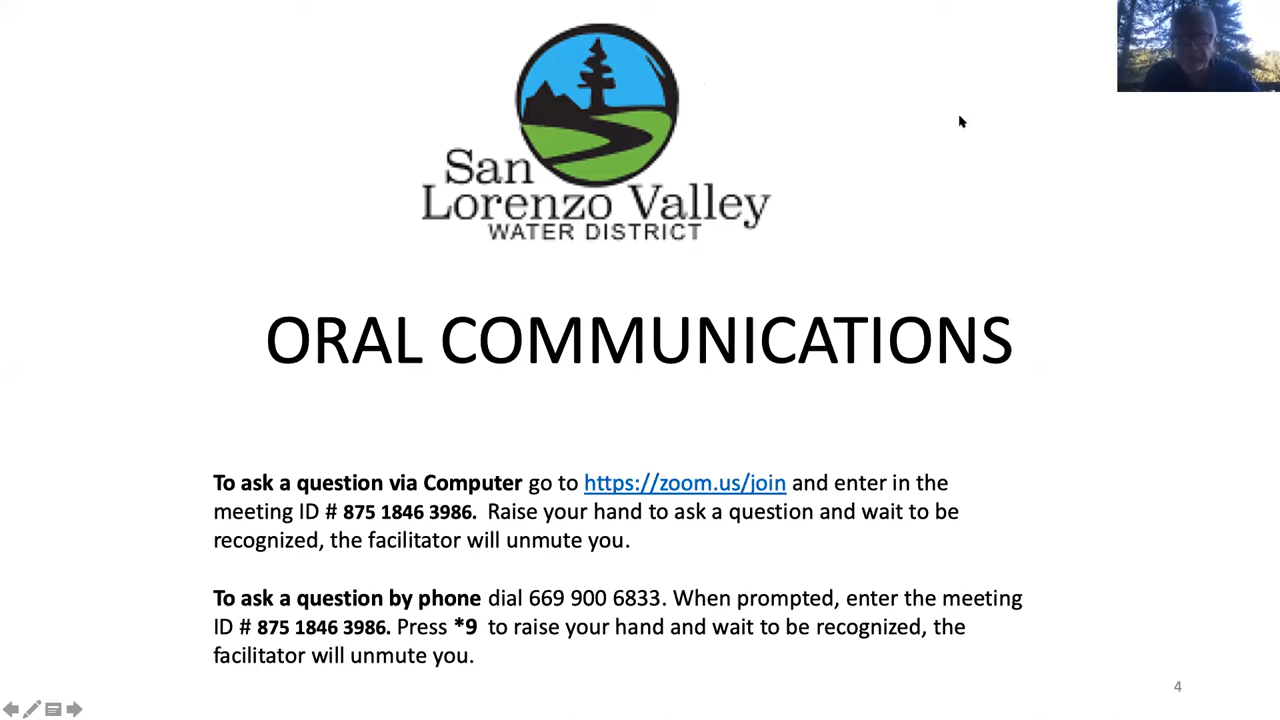 San
Lorenzo Valley
WATER DISTRICT
ORAL COMMUNICATIONS
To ask a question via Computer go to https://zoom.us/join and enter in the
meeting ID # 875 1846 3986. Raise your hand to ask a question and wait to be
recognized, the facilitator will unmute you.
To ask a question by phone dial 669 900 6833. When prompted, enter the meeting
ID # 875 1846 3986. Press *9 to raise your hand and wait to be recognized, the
facilitator will unmute you.
4